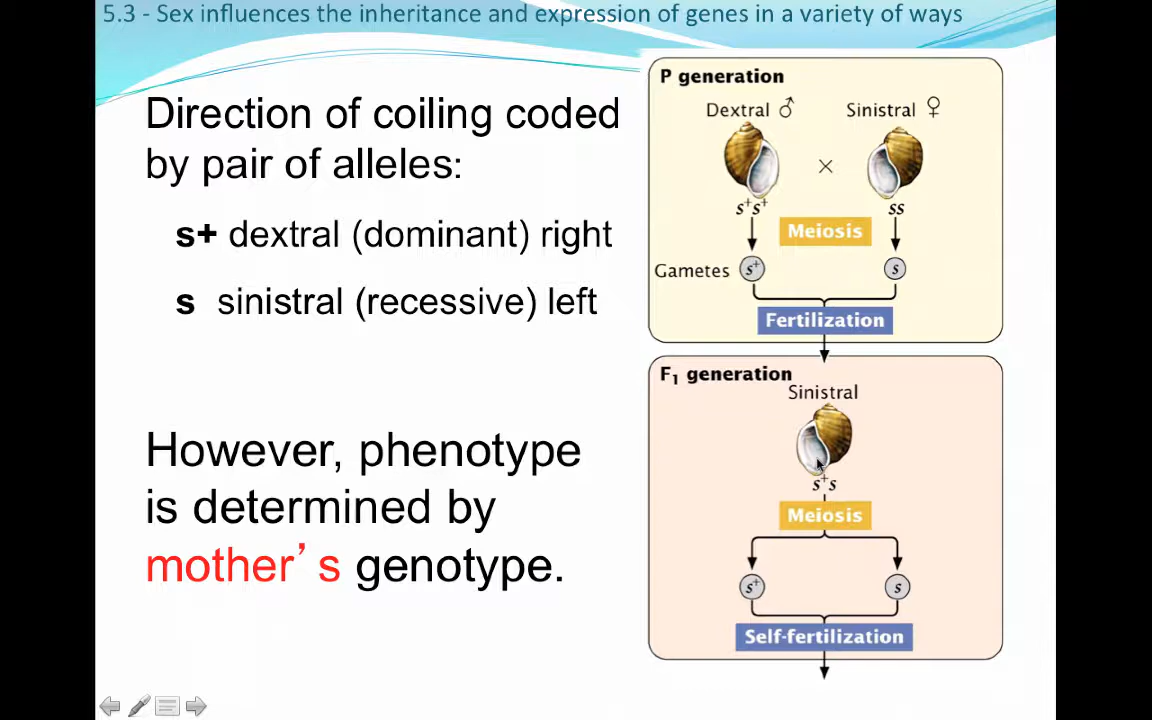 5.3 - Sex influences the inheritance and expression of genes in a variety of ways
Direction of coiling coded
by pair of alleles:
s+ dextral (dominant) right
s sinistral (recessive) left
However, phenotype
is determined by
mother’s genotype.
P generation
Dextral ♂ Sinistral ♀
×
s⁺s⁺ ss
Meiosis
Gametes s⁺ s
Fertilization
F₁ generation
Sinistral
s⁺s
Meiosis
s⁺ s
Self-fertilization